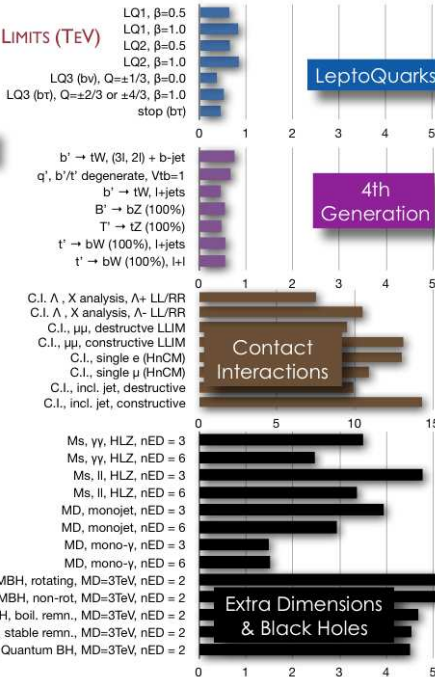 LIMITS (TEV)
LQ1, β=0.5
LQ1, β=1.0
LQ2, β=0.5
LQ2, β=1.0
LQ3 (bν), Q=±1/3, β=0.0
LQ3 (bτ), Q=±2/3 or ±4/3, β=1.0
stop (bτ)
0 1 2 3 4 5
LeptoQuarks
b' → tW, (3l, 2l) + b-jet
q', b'/t' degenerate, Vtb=1
b' → tW, l+jets
B' → bZ (100%)
T' → tZ (100%)
t' → bW (100%), l+jets
t' → bW (100%), l+l
0 1 2 3 4 5
4th
Generation
C.I. Λ , X analysis, Λ+ LL/RR
C.I. Λ , X analysis, Λ- LL/RR
C.I., μμ, destructve LLIM
C.I., μμ, constructive LLIM
C.I., single e (HnCM)
C.I., single μ (HnCM)
C.I., incl. jet, destructive
C.I., incl. jet, constructive
0 5 10 15
Contact
Interactions
Ms, γγ, HLZ, nED = 3
Ms, γγ, HLZ, nED = 6
Ms, ll, HLZ, nED = 3
Ms, ll, HLZ, nED = 6
MD, monojet, nED = 3
MD, monojet, nED = 6
MD, mono-γ, nED = 3
MD, mono-γ, nED = 6
MBH, rotating, MD=3TeV, nED = 2
MBH, non-rot, MD=3TeV, nED = 2
H, boil. remn., MD=3TeV, nED = 2
stable remn., MD=3TeV, nED = 2
Quantum BH, MD=3TeV, nED = 2
0 1 2 3 4 5
Extra Dimensions
& Black Holes